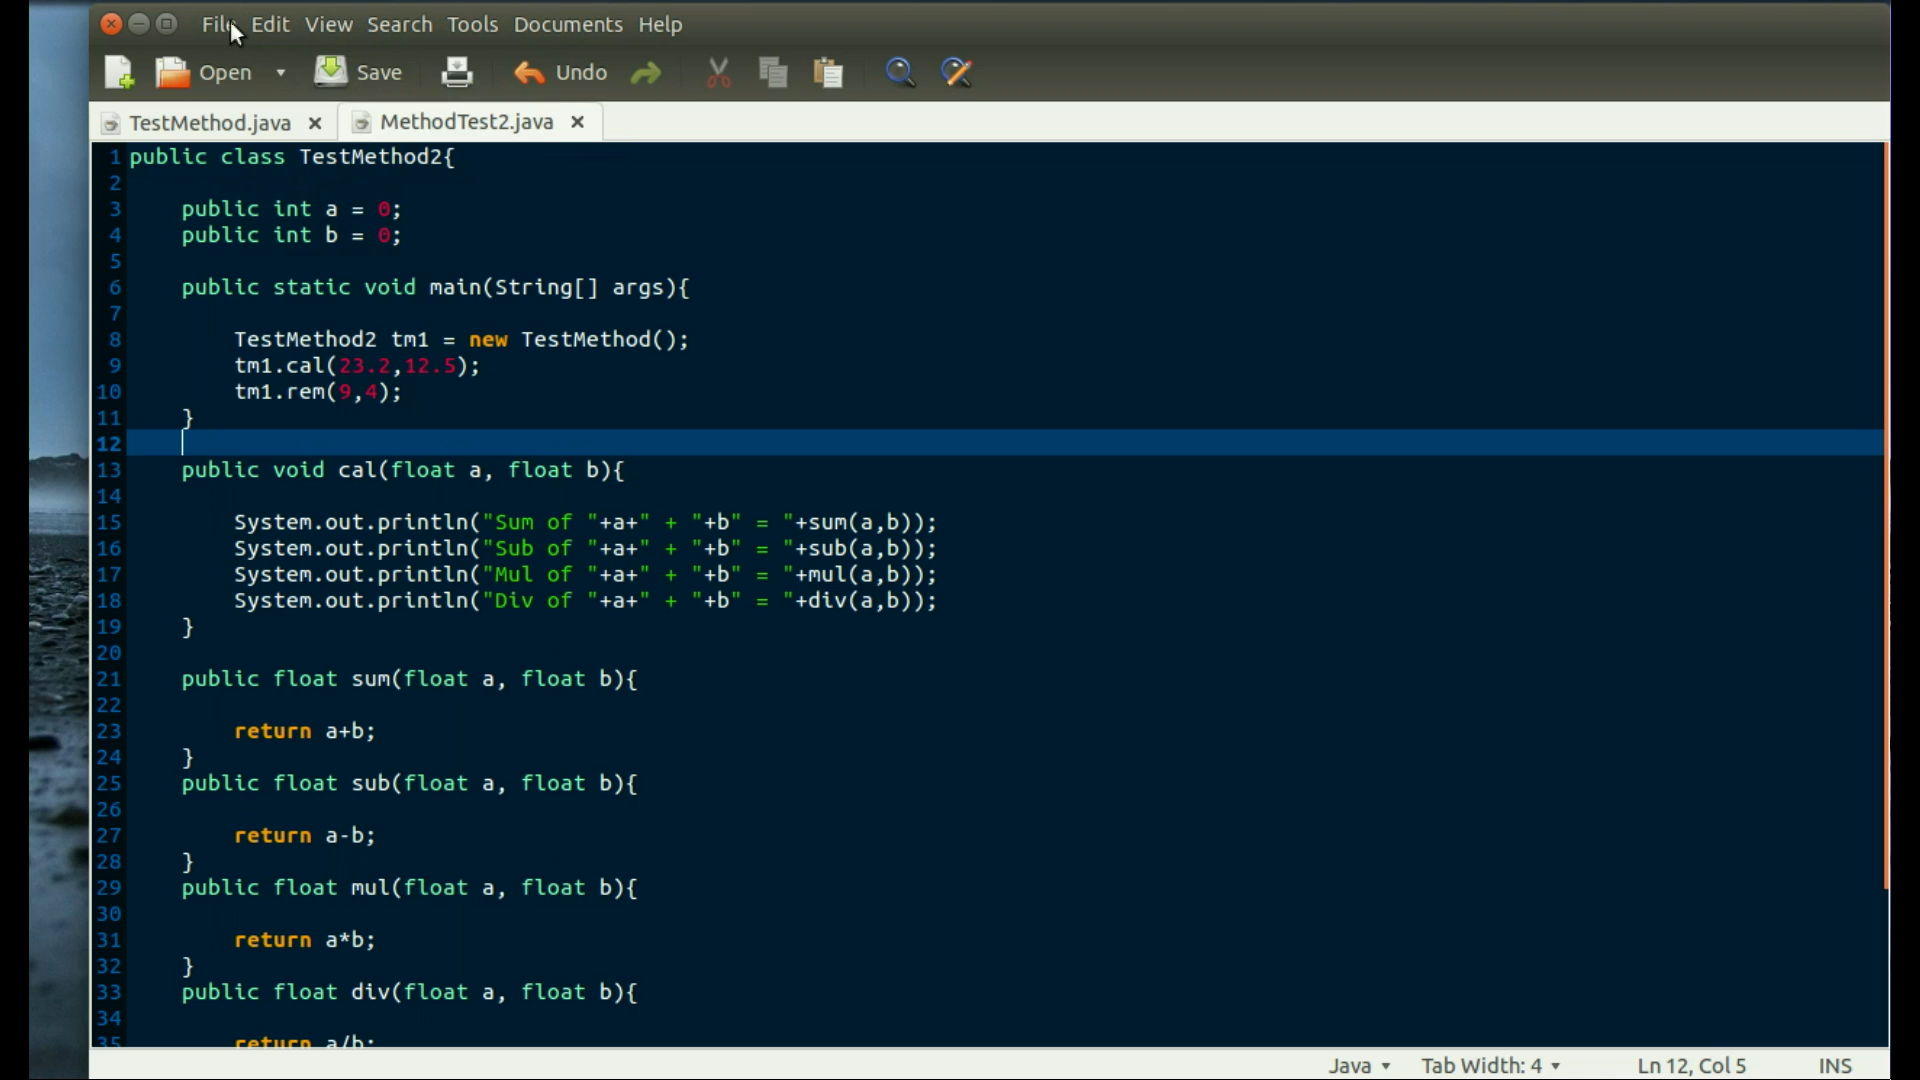 File Edit View Search Tools Documents Help
Open Save Undo
TestMethod.java MethodTest2.java
1 public class TestMethod2{
2
3 public int a = 0;
4 public int b = 0;
5
6 public static void main(String[] args){
7
8 TestMethod2 tm1 = new TestMethod();
9 tm1.cal(23.2,12.5);
10 tm1.rem(9,4);
11 }
12
13 public void cal(float a, float b){
14
15 System.out.println("Sum of "+a+" + "+b" = "+sum(a,b));
16 System.out.println("Sub of "+a+" + "+b" = "+sub(a,b));
17 System.out.println("Mul of "+a+" + "+b" = "+mul(a,b));
18 System.out.println("Div of "+a+" + "+b" = "+div(a,b));
19 }
20
21 public float sum(float a, float b){
22
23 return a+b;
24 }
25 public float sub(float a, float b){
26
27 return a-b;
28 }
29 public float mul(float a, float b){
30
31 return a*b;
32 }
33 public float div(float a, float b){
34
35 return a/b;
Java Tab Width: 4 Ln 12, Col 5 INS